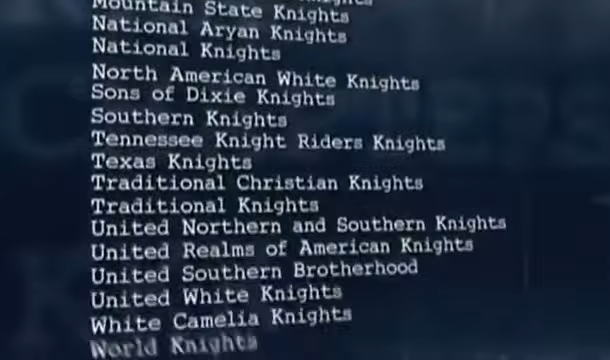 Mountain State Knights
National Aryan Knights
National Knights
North American White Knights
Sons of Dixie Knights
Southern Knights
Tennessee Knight Riders Knights
Texas Knights
Traditional Christian Knights
Traditional Knights
United Northern and Southern Knights
United Realms of American Knights
United Southern Brotherhood
United White Knights
White Camelia Knights
World Knights